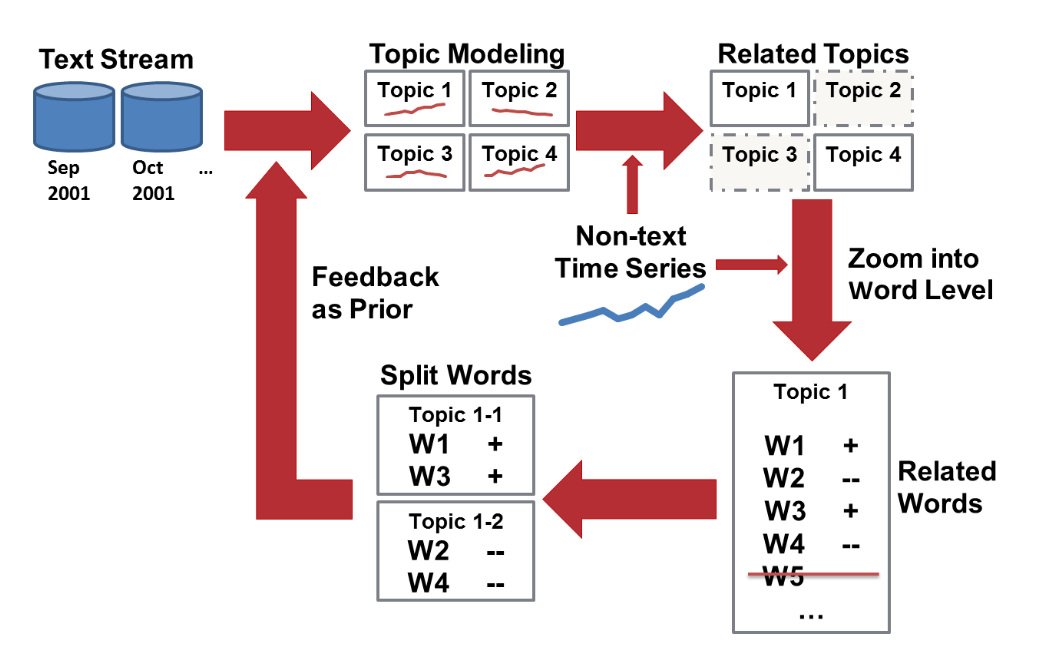 Text Stream
Sep
2001
Oct
2001
...
Topic Modeling
Topic 1
Topic 2
Topic 3
Topic 4
Related Topics
Topic 1
Topic 2
Topic 3
Topic 4
Non-text
Time Series
Zoom into
Word Level
Feedback
as Prior
Split Words
Topic 1-1
W1 +
W3 +
Topic 1-2
W2 --
W4 --
Topic 1
W1 +
W2 --
W3 +
W4 --
W5
...
Related
Words